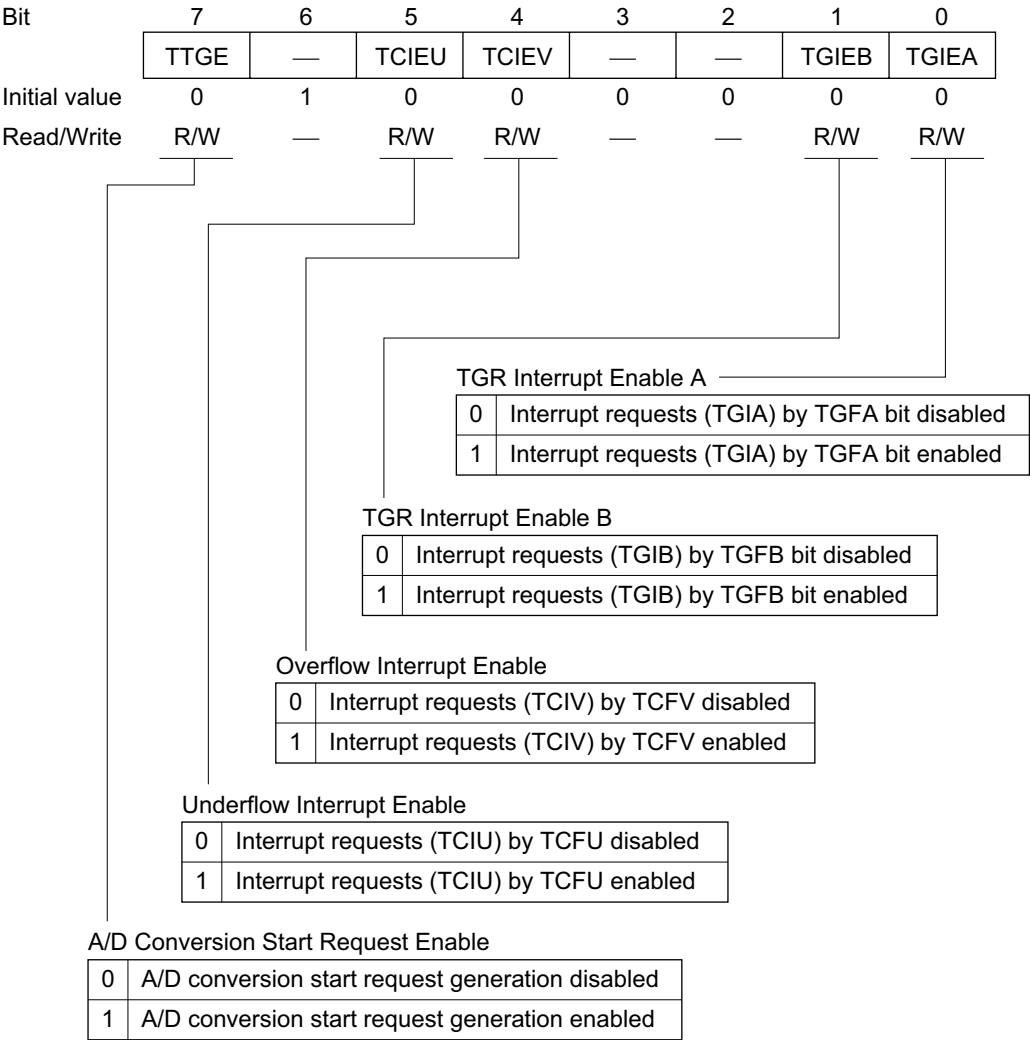 Bit 7 6 5 4 3 2 1 0
TTGE — TCIEU TCIEV — — TGIEB TGIEA
Initial value 0 1 0 0 0 0 0 0
Read/Write R/W — R/W R/W — — R/W R/W
TGR Interrupt Enable A
0 Interrupt requests (TGIA) by TGFA bit disabled
1 Interrupt requests (TGIA) by TGFA bit enabled
TGR Interrupt Enable B
0 Interrupt requests (TGIB) by TGFB bit disabled
1 Interrupt requests (TGIB) by TGFB bit enabled
Overflow Interrupt Enable
0 Interrupt requests (TCIV) by TCFV disabled
1 Interrupt requests (TCIV) by TCFV enabled
Underflow Interrupt Enable
0 Interrupt requests (TCIU) by TCFU disabled
1 Interrupt requests (TCIU) by TCFU enabled
A/D Conversion Start Request Enable
0 A/D conversion start request generation disabled
1 A/D conversion start request generation enabled